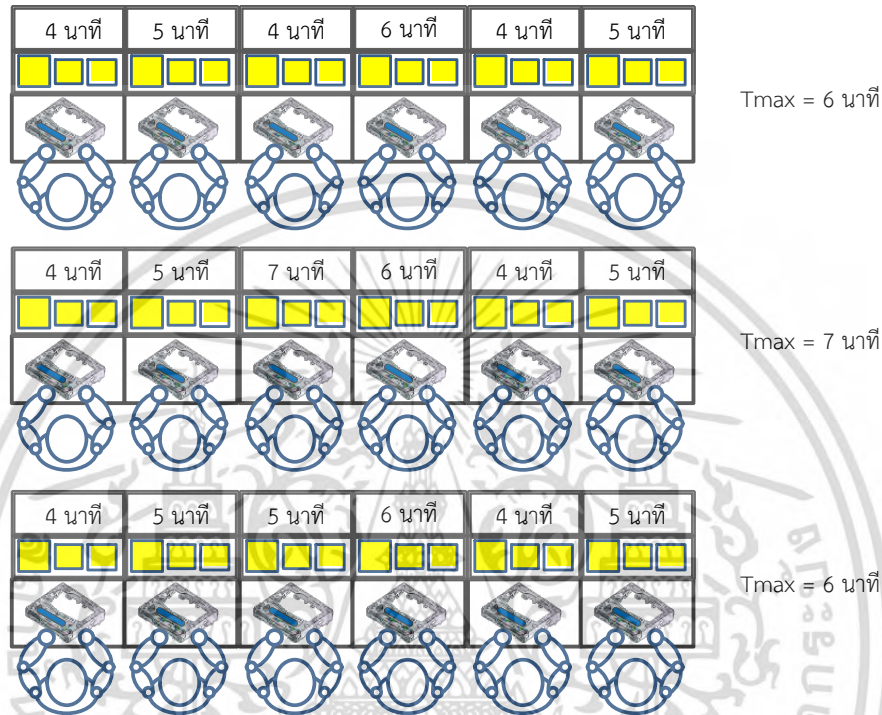 4 นาที 5 นาที 4 นาที 6 นาที 4 นาที 5 นาที
Tmax = 6 นาที
4 นาที 5 นาที 7 นาที 6 นาที 4 นาที 5 นาที
Tmax = 7 นาที
4 นาที 5 นาที 5 นาที 6 นาที 4 นาที 5 นาที
Tmax = 6 นาที